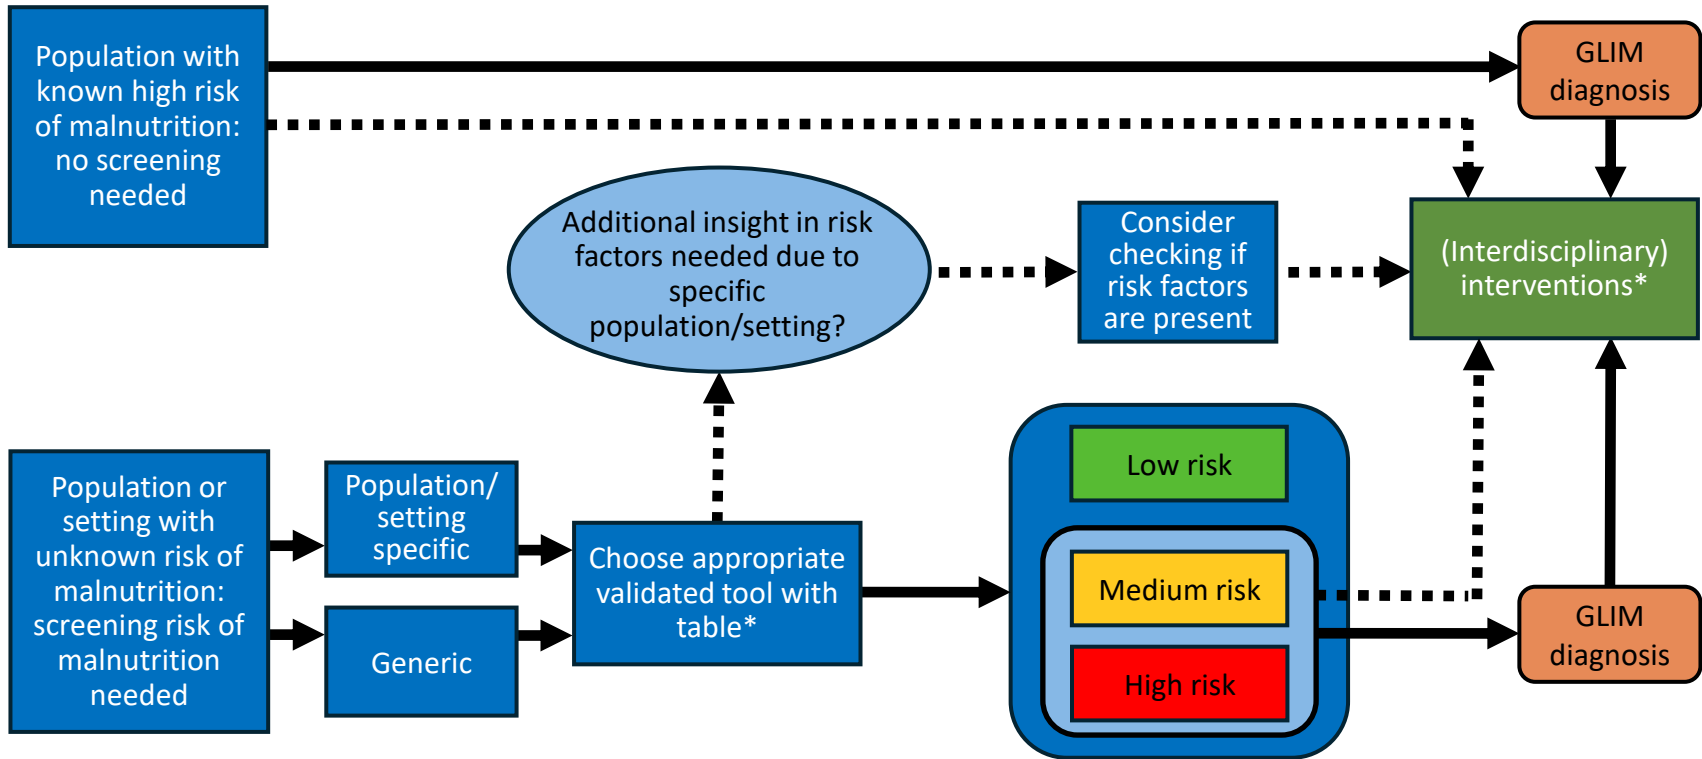 Population with
known high risk
of malnutrition:
no screening
needed
GLIM
diagnosis
Additional insight in risk
factors needed due to
specific
population/setting?
Consider
checking if
risk factors
are present
(Interdisciplinary)
interventions*
Population or
setting with
unknown risk of
malnutrition:
screening risk of
malnutrition
needed
Population/
setting
specific
Generic
Choose appropriate
validated tool with
table*
Low risk
Medium risk
High risk
GLIM
diagnosis